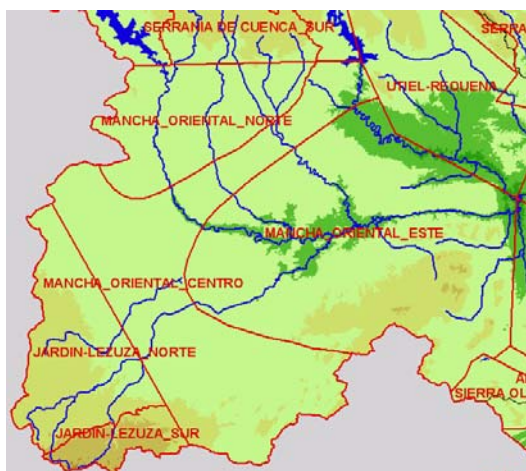 SERRANIA DE CUENCA_SUR
SERRA
UTIEL-REQUENA
MANCHA_ORIENTAL_NORTE
MANCHA_ORIENTAL_ESTE
MANCHA_ORIENTAL_CENTRO
JARDIN-LEZUZA_NORTE
A
SIERRA OL
JARDIN-LEZUZA_SUR